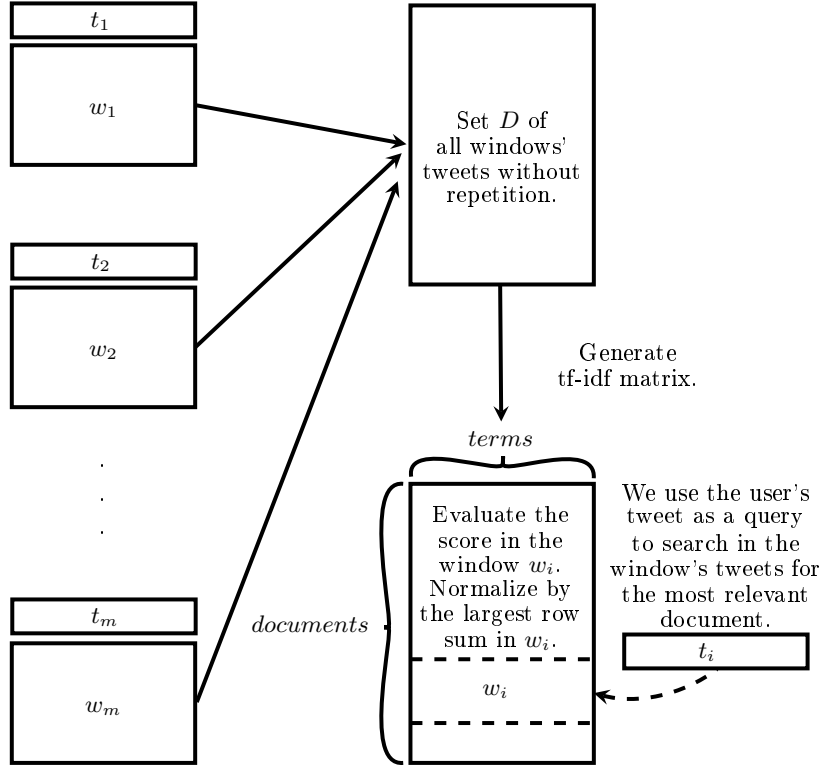 t₁
w₁
t₂
w₂
.
.
.
tₘ
wₘ
Set D of
all windows'
tweets without
repetition.
Generate
tf-idf matrix.
terms
documents
Evaluate the
score in the
window wᵢ.
Normalize by
the largest row
sum in wᵢ.
wᵢ
We use the user's
tweet as a query
to search in the
window's tweets for
the most relevant
document.
tᵢ